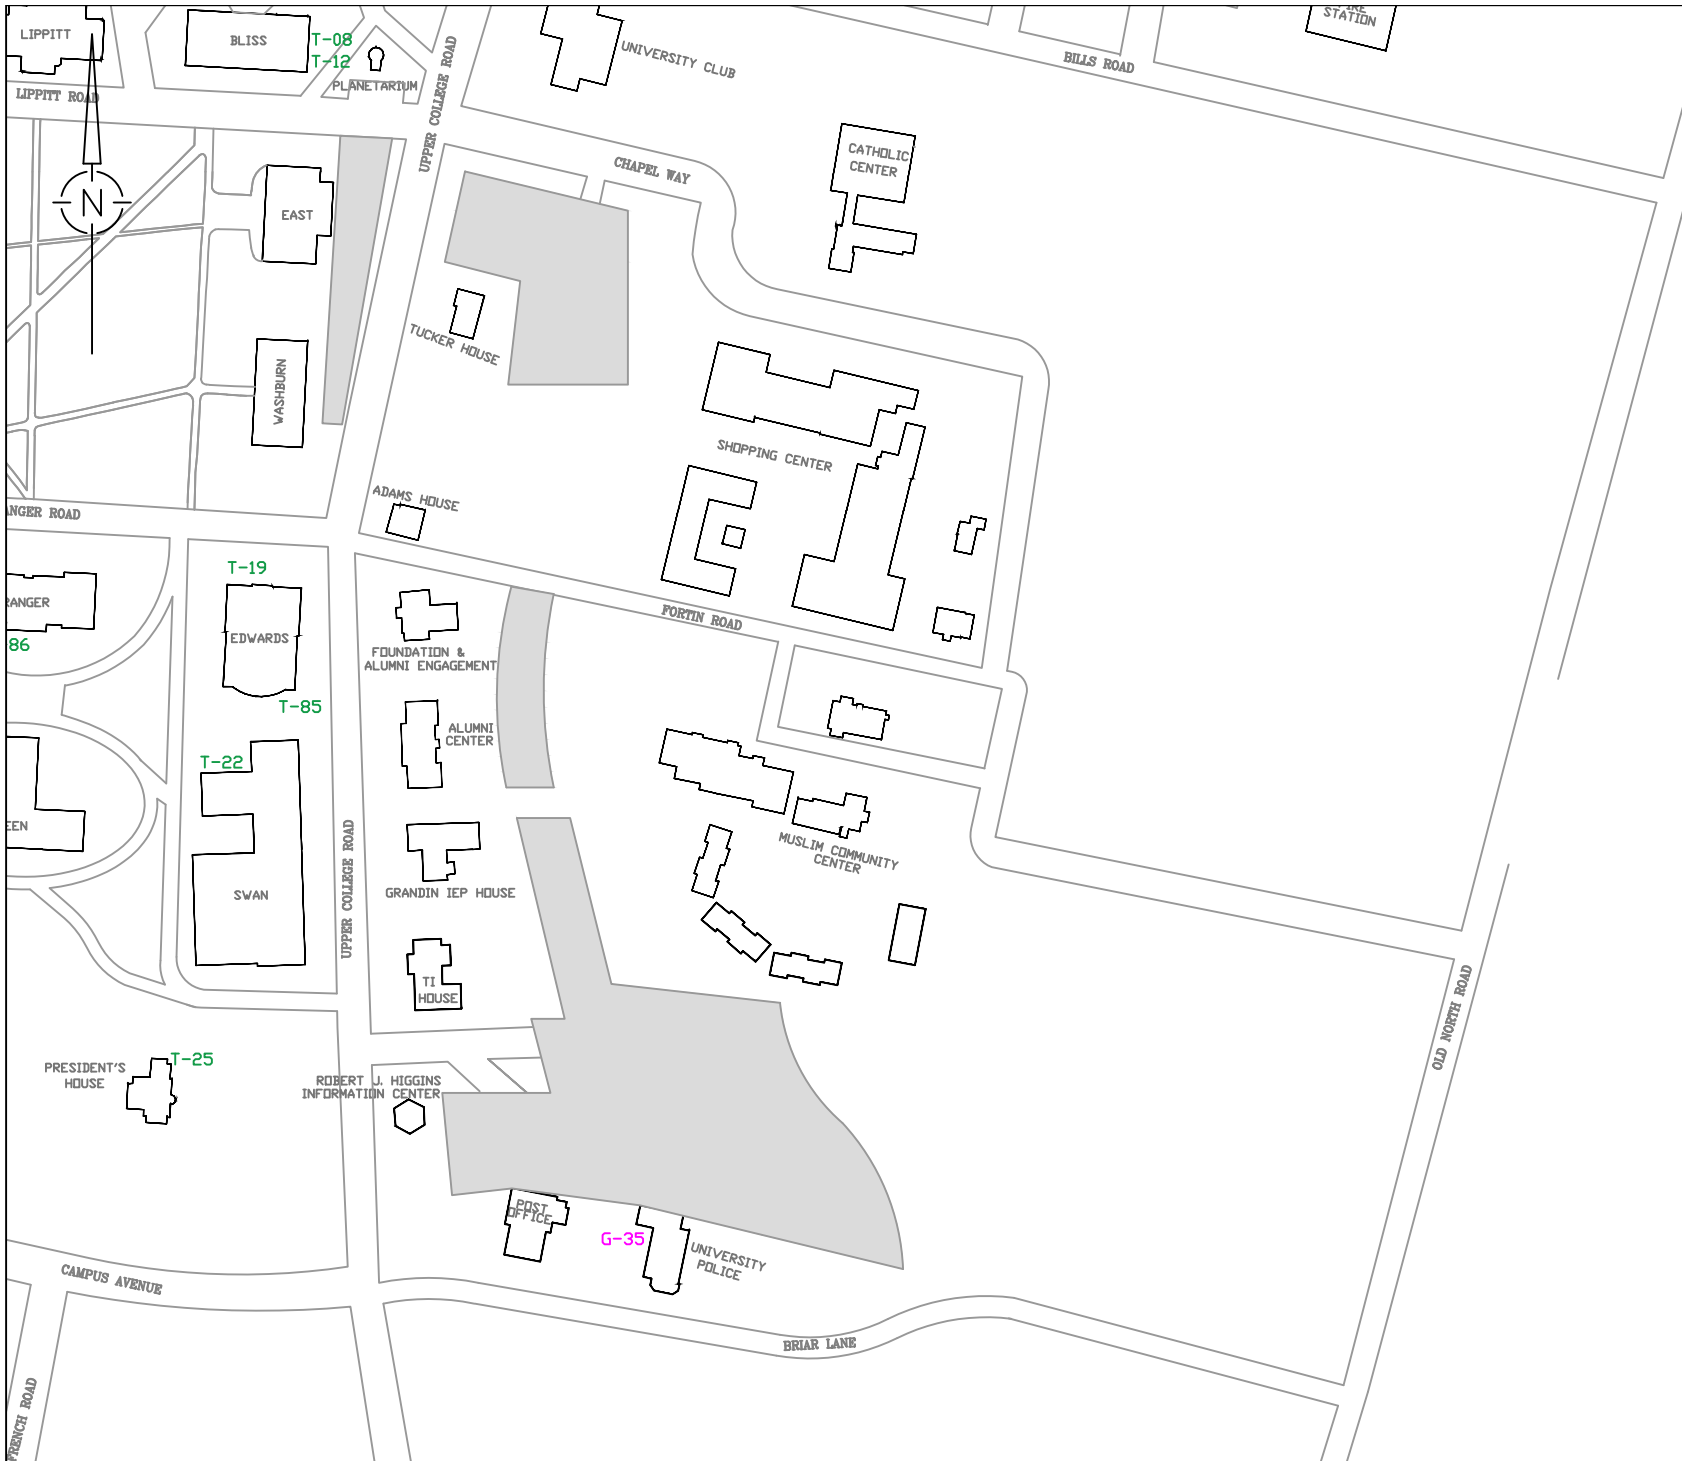 LIPPITT
BLISS
T-08
T-12
PLANETARIUM
LIPPITT ROAD
UPPER COLLEGE ROAD
UNIVERSITY CLUB
BILLS ROAD
STATION
N
EAST
CHAPEL WAY
CATHOLIC
CENTER
TUCKER HOUSE
WASHBURN
SHOPPING CENTER
ADAMS HOUSE
ANGER ROAD
T-19
RANGER
86
EDWARDS
FORTIN ROAD
FOUNDATION &
ALUMNI ENGAGEMENT
T-85
ALUMNI
CENTER
T-22
EEN
SWAN
UPPER COLLEGE ROAD
GRANDIN IEP HOUSE
MUSLIM COMMUNITY
CENTER
TI
HOUSE
OLD NORTH ROAD
PRESIDENT'S
HOUSE
T-25
ROBERT J. HIGGINS
INFORMATION CENTER
POST
OFFICE
G-35
UNIVERSITY
POLICE
CAMPUS AVENUE
BRIAR LANE
FRENCH ROAD